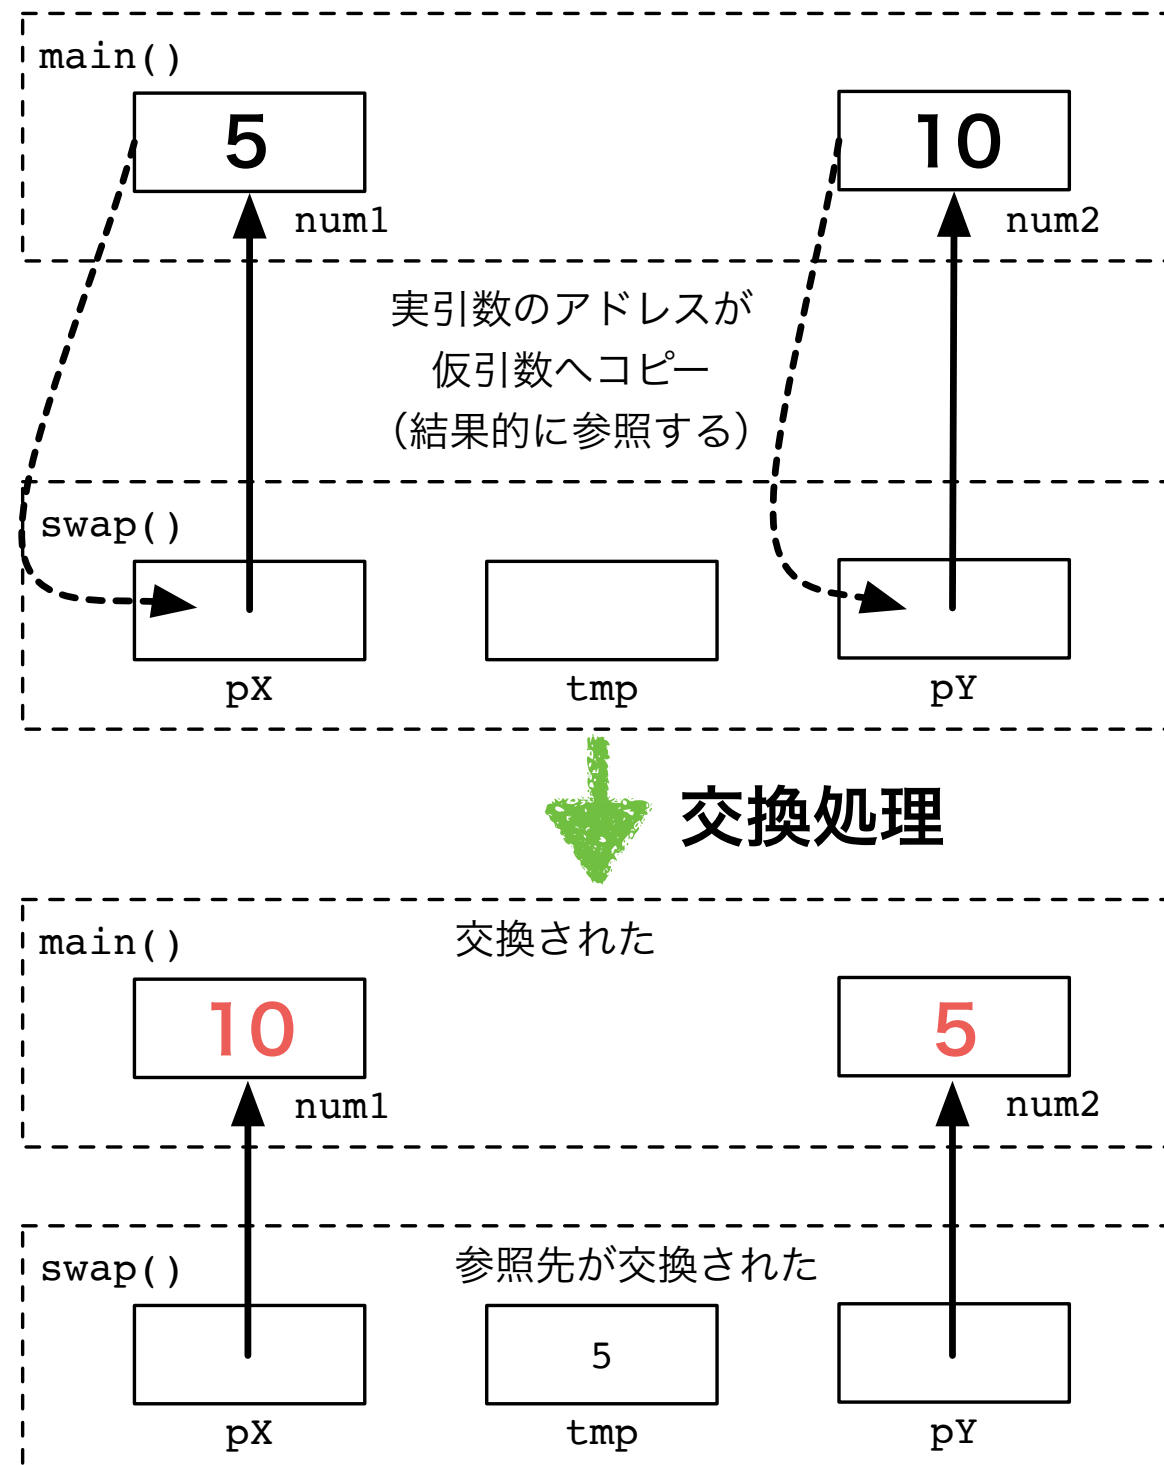 main()
5
10
num1
num2
実引数のアドレスが
仮引数へコピー
（結果的に参照する）
swap()
pX
tmp
pY
交換処理
main()
交換された
10
5
num1
num2
swap()
参照先が交換された
5
pX
tmp
pY